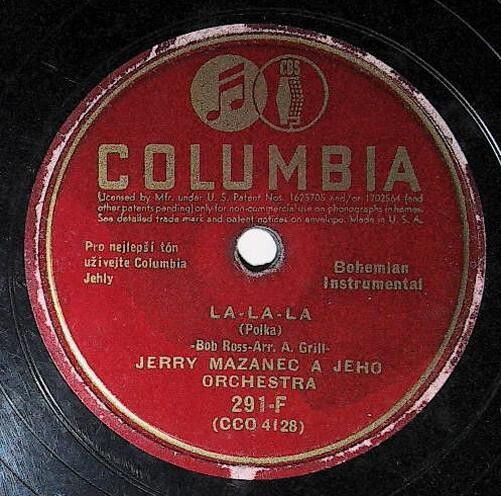 CBS
COLUMBIA
Licensed by Mfr. under U. S. Patent Nos. 1625705 and/or 1702564 (and
other patents pending) only for non-commercial use on phonographs in homes.
See detailed trade mark and patent notices on envelope. Made in U. S. A.
Pro nejlepší tón
užívejte Columbia
Jehly
Bohemian
Instrumental
LA-LA-LA
(Polka)
-Bob Ross-Arr. A. Grill-
JERRY MAZANEC A JEHO
ORCHESTRA
291-F
(CCO 4128)